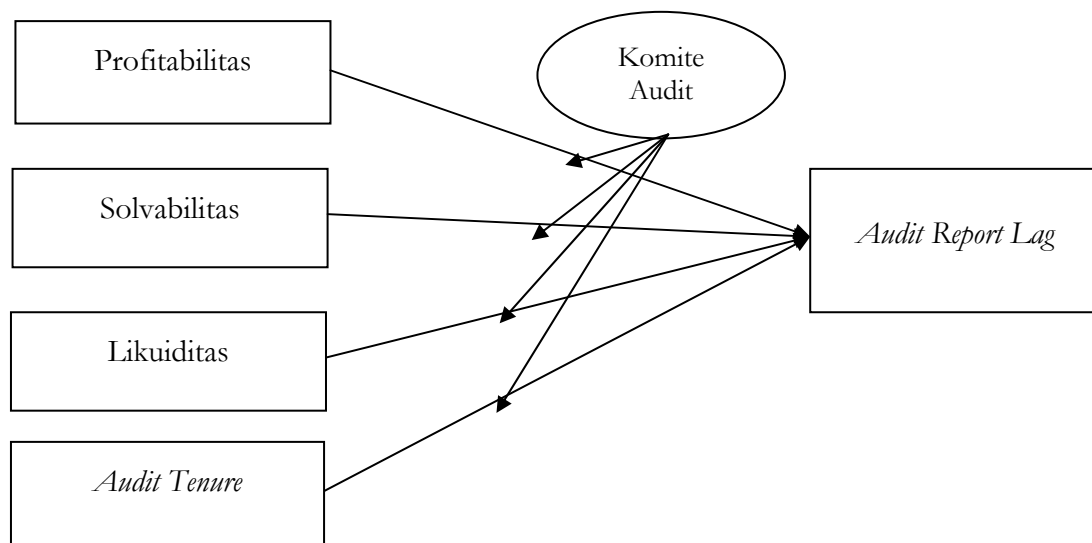 Profitabilitas
Komite
Audit
Solvabilitas
Audit Report Lag
Likuiditas
Audit Tenure